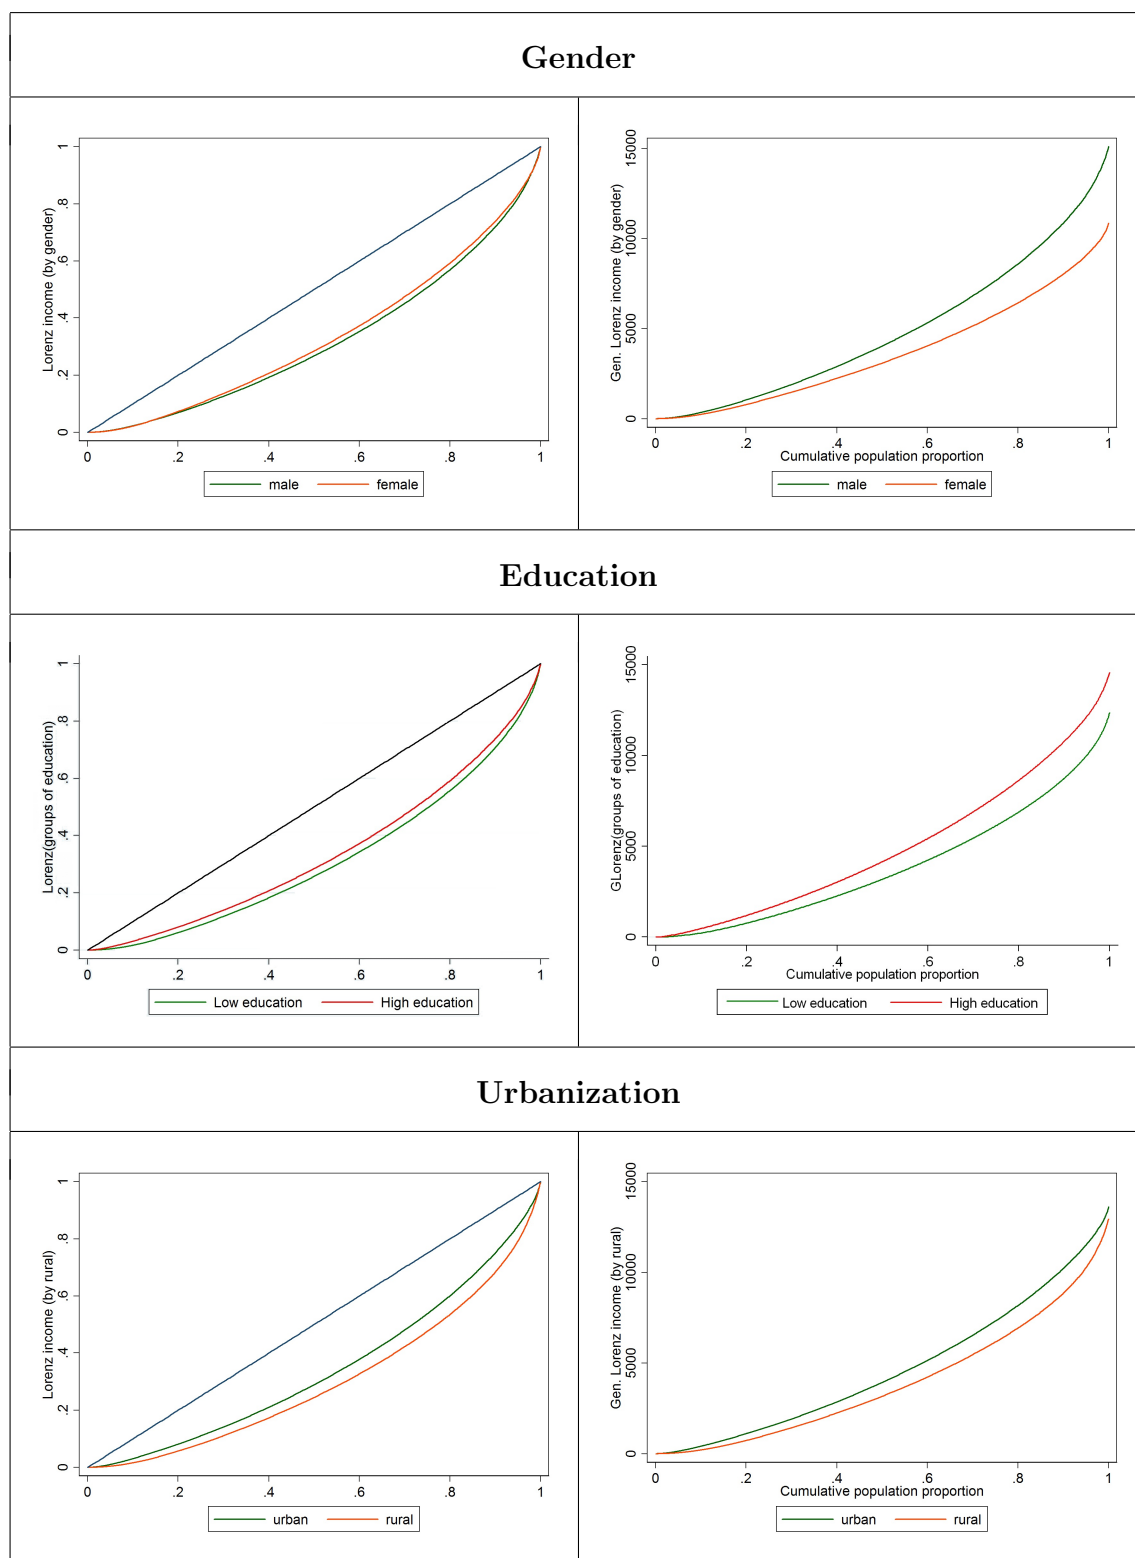 Gender
Lorenz income (by gender)
1
.8
.6
.4
.2
0
0 .2 .4 .6 .8 1
male female
Gen. Lorenz income (by gender)
15000
10000
5000
0
0 .2 .4 .6 .8 1
Cumulative population proportion
male female
Education
Lorenz(groups of education)
1
.8
.6
.4
.2
0
0 .2 .4 .6 .8 1
Low education High education
GLorenz(groups of education)
15000
10000
5000
0
0 .2 .4 .6 .8 1
Cumulative population proportion
Low education High education
Urbanization
Lorenz income (by rural)
1
.8
.6
.4
.2
0
0 .2 .4 .6 .8 1
urban rural
Gen. Lorenz income (by rural)
15000
10000
5000
0
0 .2 .4 .6 .8 1
Cumulative population proportion
urban rural